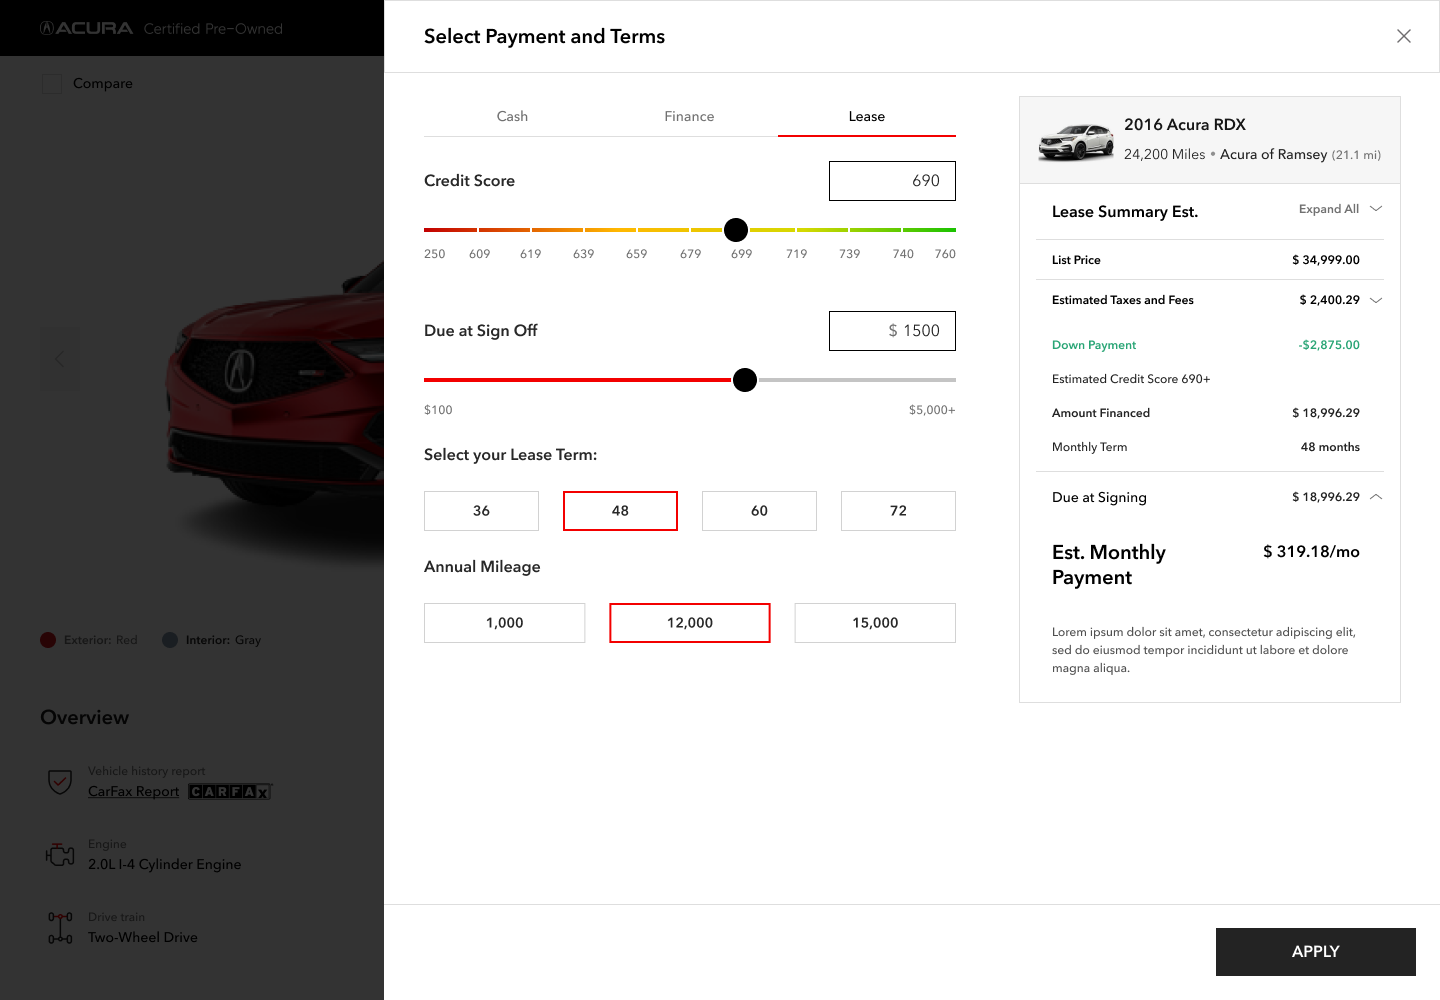 ACURA Certified Pre-Owned
Compare
Exterior: Red
Interior: Gray
Overview
Vehicle history report
CarFax Report CARFAX
Engine
2.0L I-4 Cylinder Engine
Drive train
Two-Wheel Drive
Select Payment and Terms
Cash
Finance
Lease
Credit Score
690
250 609 619 639 659 679 699 719 739 740 760
Due at Sign Off
$ 1500
$100
$5,000+
Select your Lease Term:
36
48
60
72
Annual Mileage
1,000
12,000
15,000
2016 Acura RDX
24,200 Miles • Acura of Ramsey (21.1 mi)
Lease Summary Est.
Expand All
List Price
$ 34,999.00
Estimated Taxes and Fees
$ 2,400.29
Down Payment
-$2,875.00
Estimated Credit Score 690+
Amount Financed
$ 18,996.29
Monthly Term
48 months
Due at Signing
$ 18,996.29
Est. Monthly
Payment
$ 319.18/mo
Lorem ipsum dolor sit amet, consectetur adipiscing elit,
sed do eiusmod tempor incididunt ut labore et dolore
magna aliqua.
APPLY